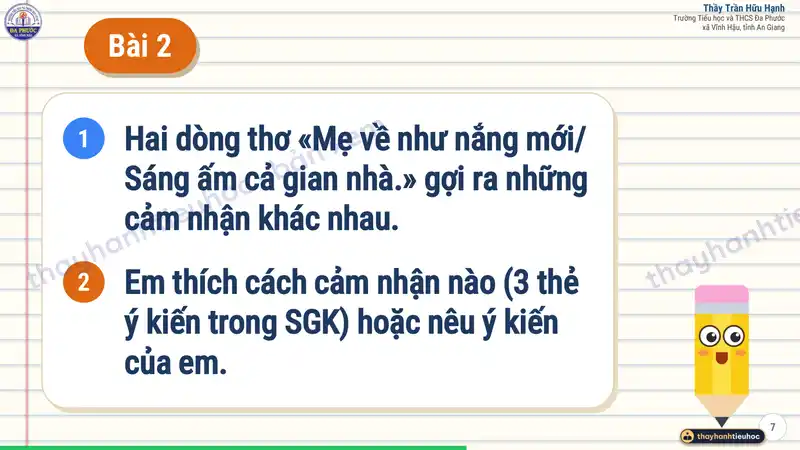 Thầy Trần Hữu Hạnh
Trường Tiểu học và THCS Đa Phước
xã Vĩnh Hậu, tỉnh An Giang
ĐA PHƯỚC
Bài 2
1
Hai dòng thơ «Mẹ về như nắng mới/
Sáng ấm cả gian nhà.» gợi ra những
cảm nhận khác nhau.
2
Em thích cách cảm nhận nào (3 thẻ
ý kiến trong SGK) hoặc nêu ý kiến
của em.
7
thayhanhtieuhoc